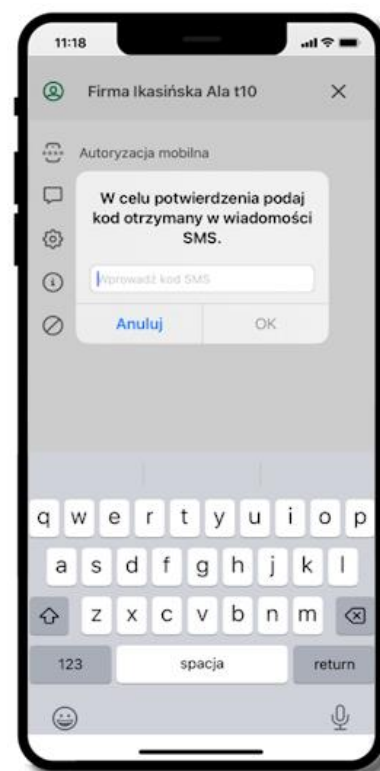 11:18
Firma Ikasińska Ala t10
Autoryzacja mobilna
W celu potwierdzenia podaj
kod otrzymany w wiadomości
SMS.
Wprowadź kod SMS
Anuluj OK
q w e r t y u i o p
a s d f g h j k l
z x c v b n m
123 spacja return